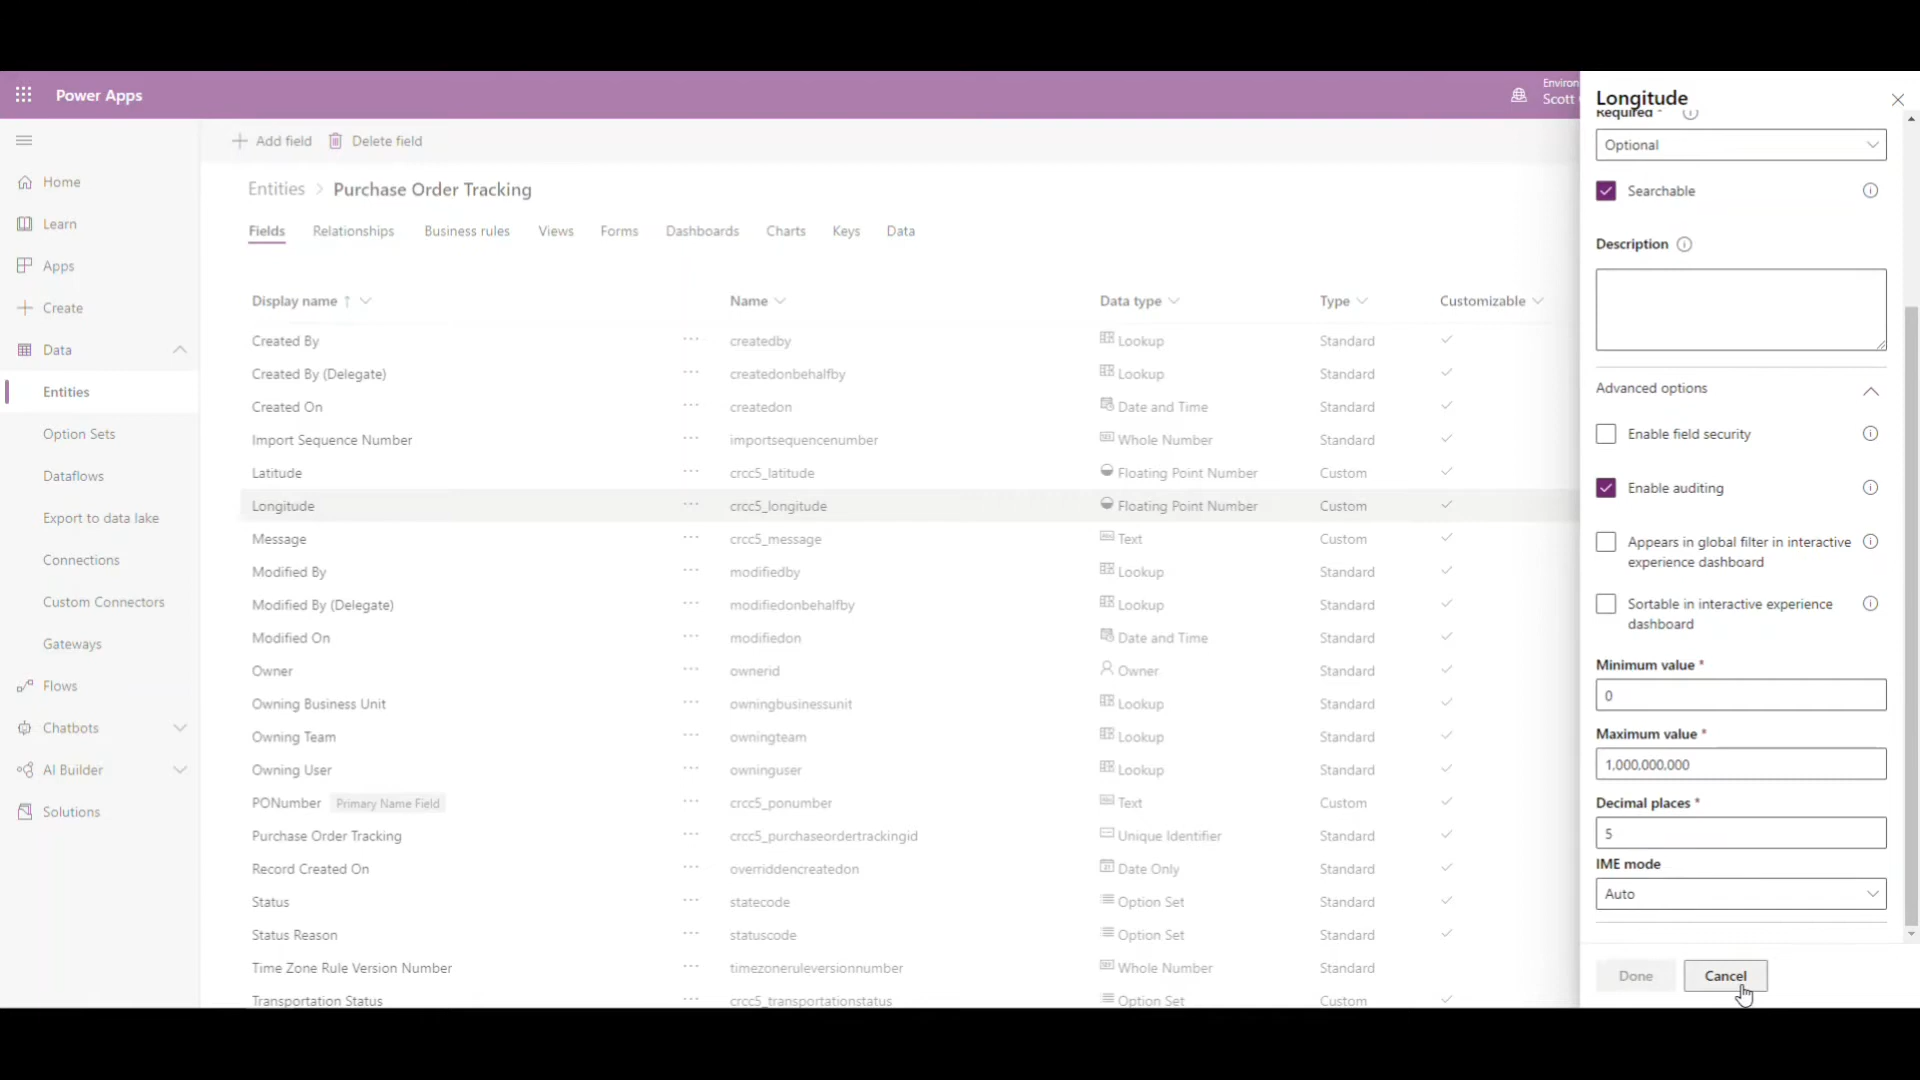 Power Apps
Environ
Scott
Add field
Delete field
Home
Learn
Apps
Create
Data
Entities
Option Sets
Dataflows
Export to data lake
Connections
Custom Connectors
Gateways
Flows
Chatbots
AI Builder
Solutions
Entities > Purchase Order Tracking
Fields Relationships Business rules Views Forms Dashboards Charts Keys Data
Display name ↑ Name Data type Type Customizable
Created By ··· createdby Lookup Standard ✓
Created By (Delegate) ··· createdonbehalfby Lookup Standard ✓
Created On ··· createdon Date and Time Standard ✓
Import Sequence Number ··· importsequencenumber Whole Number Standard ✓
Latitude ··· crcc5_latitude Floating Point Number Custom ✓
Longitude ··· crcc5_longitude Floating Point Number Custom ✓
Message ··· crcc5_message Text Custom ✓
Modified By ··· modifiedby Lookup Standard ✓
Modified By (Delegate) ··· modifiedonbehalfby Lookup Standard ✓
Modified On ··· modifiedon Date and Time Standard ✓
Owner ··· ownerid Owner Standard ✓
Owning Business Unit ··· owningbusinessunit Lookup Standard ✓
Owning Team ··· owningteam Lookup Standard ✓
Owning User ··· owninguser Lookup Standard ✓
PONumber Primary Name Field ··· crcc5_ponumber Text Custom ✓
Purchase Order Tracking ··· crcc5_purchaseordertrackingid Unique Identifier Standard ✓
Record Created On ··· overriddencreatedon Date Only Standard ✓
Status ··· statecode Option Set Standard ✓
Status Reason ··· statuscode Option Set Standard ✓
Time Zone Rule Version Number ··· timezoneruleversionnumber Whole Number Standard
Transportation Status ··· crcc5_transportationstatus Option Set Custom ✓
Longitude
Required *
Optional
Searchable
Description
Advanced options
Enable field security
Enable auditing
Appears in global filter in interactive
experience dashboard
Sortable in interactive experience
dashboard
Minimum value *
0
Maximum value *
1,000,000,000
Decimal places *
5
IME mode
Auto
Done Cancel